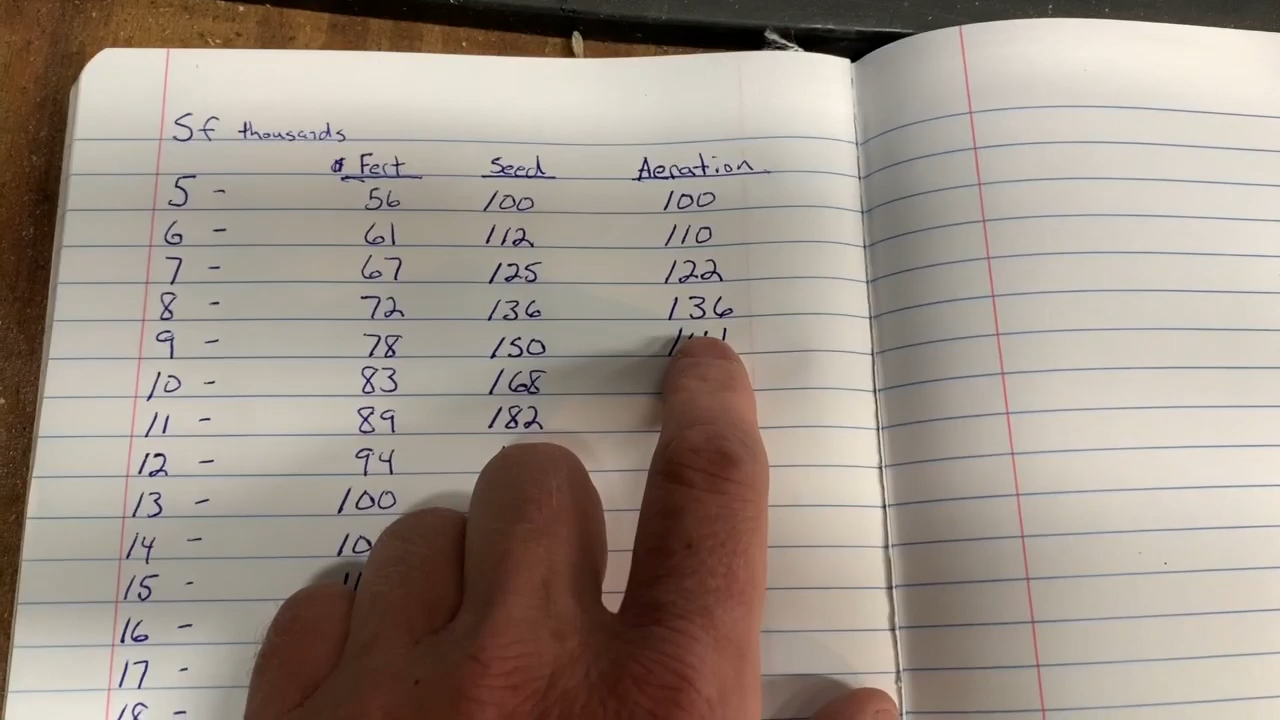 Sf thousands
Fert Seed Aeration
5 - 56 100 100
6 - 61 112 110
7 - 67 125 122
8 - 72 136 136
9 - 78 150
10 - 83 168
11 - 89 182
12 - 94
13 - 100
14 -
15 -
16 -
17 -
18 -